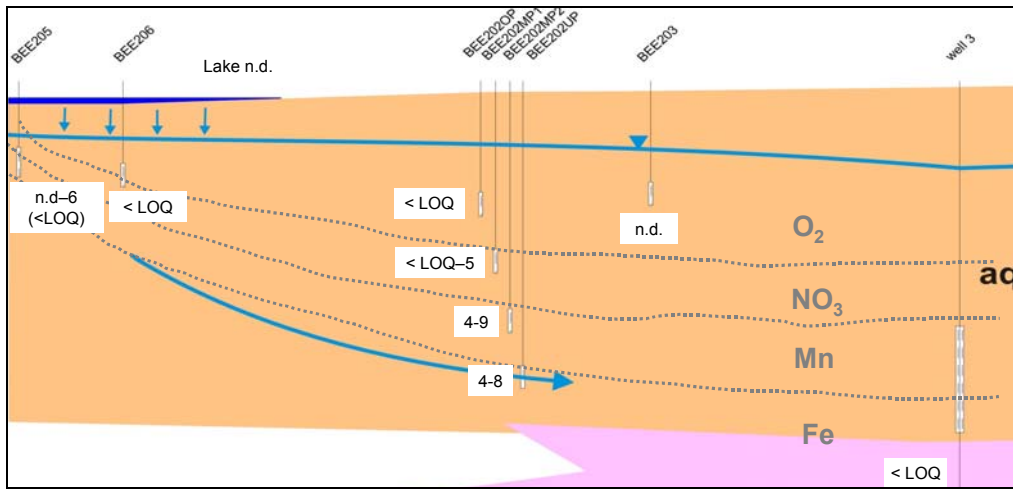 BEE205
BEE206
Lake n.d.
BEE202OP
BEE202MP1
BEE202MP2
BEE202UP
BEE203
well 3
n.d–6
(<LOQ)
< LOQ
< LOQ
n.d.
O₂
< LOQ–5
aq
NO₃
4-9
Mn
4-8
Fe
< LOQ